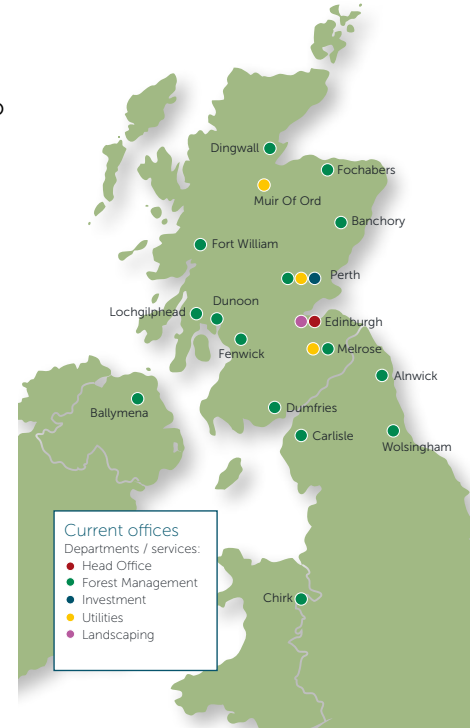 Dingwall
Fochabers
Muir Of Ord
Banchory
Fort William
Perth
Dunoon
Lochgilphead
Edinburgh
Fenwick
Melrose
Alnwick
Ballymena
Dumfries
Carlisle
Wolsingham
Current offices
Departments / services:
Head Office
Forest Management
Investment
Utilities
Landscaping
Chirk